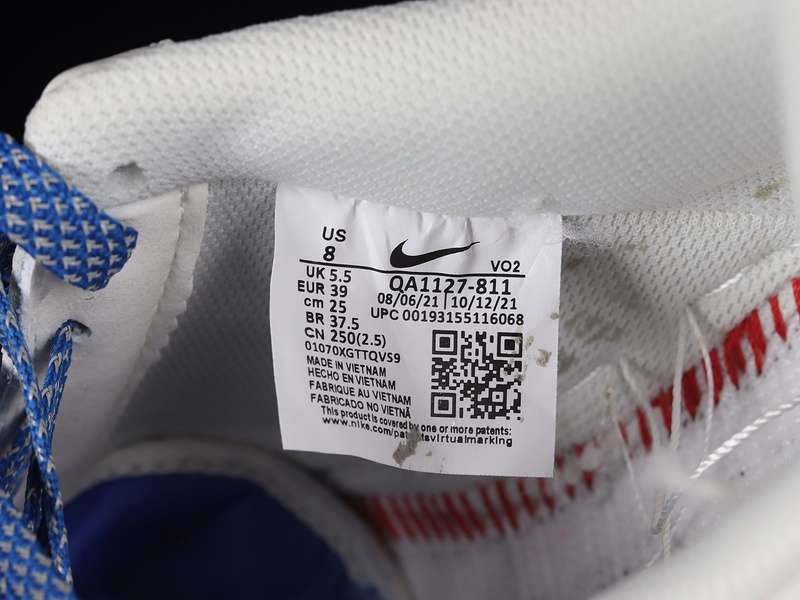 US
8
VO2
UK 5.5
EUR 39
cm 25
BR 37.5
CN 250(2.5)
QA1127-811
08/06/21 | 10/12/21
UPC 00193155116068
01070XGTTQVS9
MADE IN VIETNAM
HECHO EN VIETNAM
FABRIQUE AU VIETNAM
FABRICADO NO VIETNÃ
This product is covered by one or more patents:
www.nike.com/patents virtualmarking